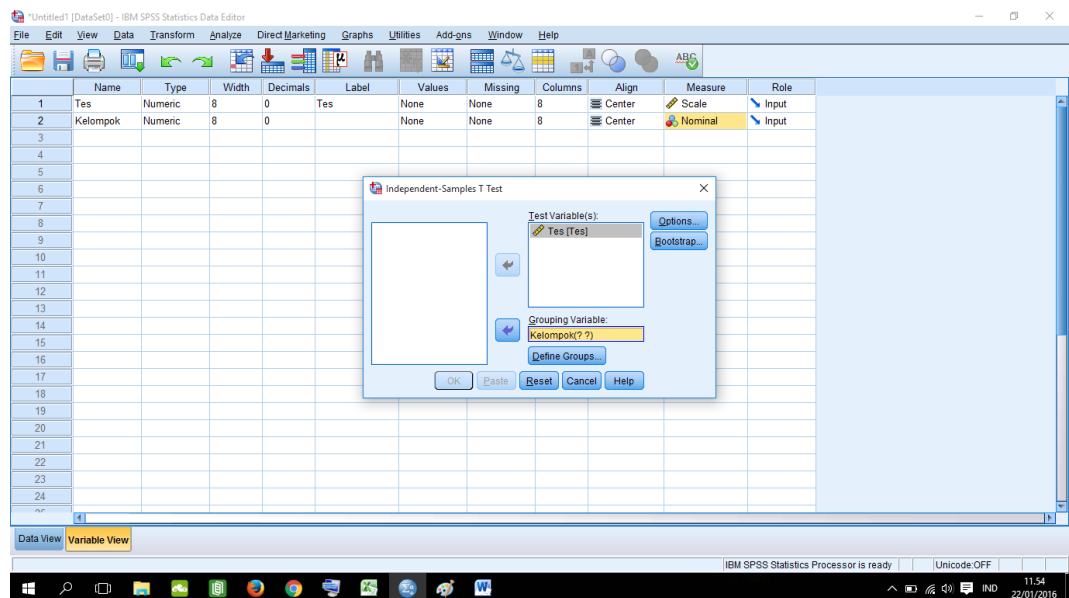 *Untitled1 [DataSet0] - IBM SPSS Statistics Data Editor
File Edit View Data Transform Analyze Direct Marketing Graphs Utilities Add-ons Window Help
Name Type Width Decimals Label Values Missing Columns Align Measure Role
1 Tes Numeric 8 0 Tes None None 8 Center Scale Input
2 Kelompok Numeric 8 0 None None 8 Center Nominal Input
3
4
5
6
7
8
9
10
11
12
13
14
15
16
17
18
19
20
21
22
23
24
Independent-Samples T Test
Test Variable(s):
Tes [Tes]
Options...
Bootstrap...
Grouping Variable:
Kelompok(? ?)
Define Groups...
OK Paste Reset Cancel Help
Data View Variable View
IBM SPSS Statistics Processor is ready Unicode:OFF
IND 11.54
22/01/2016